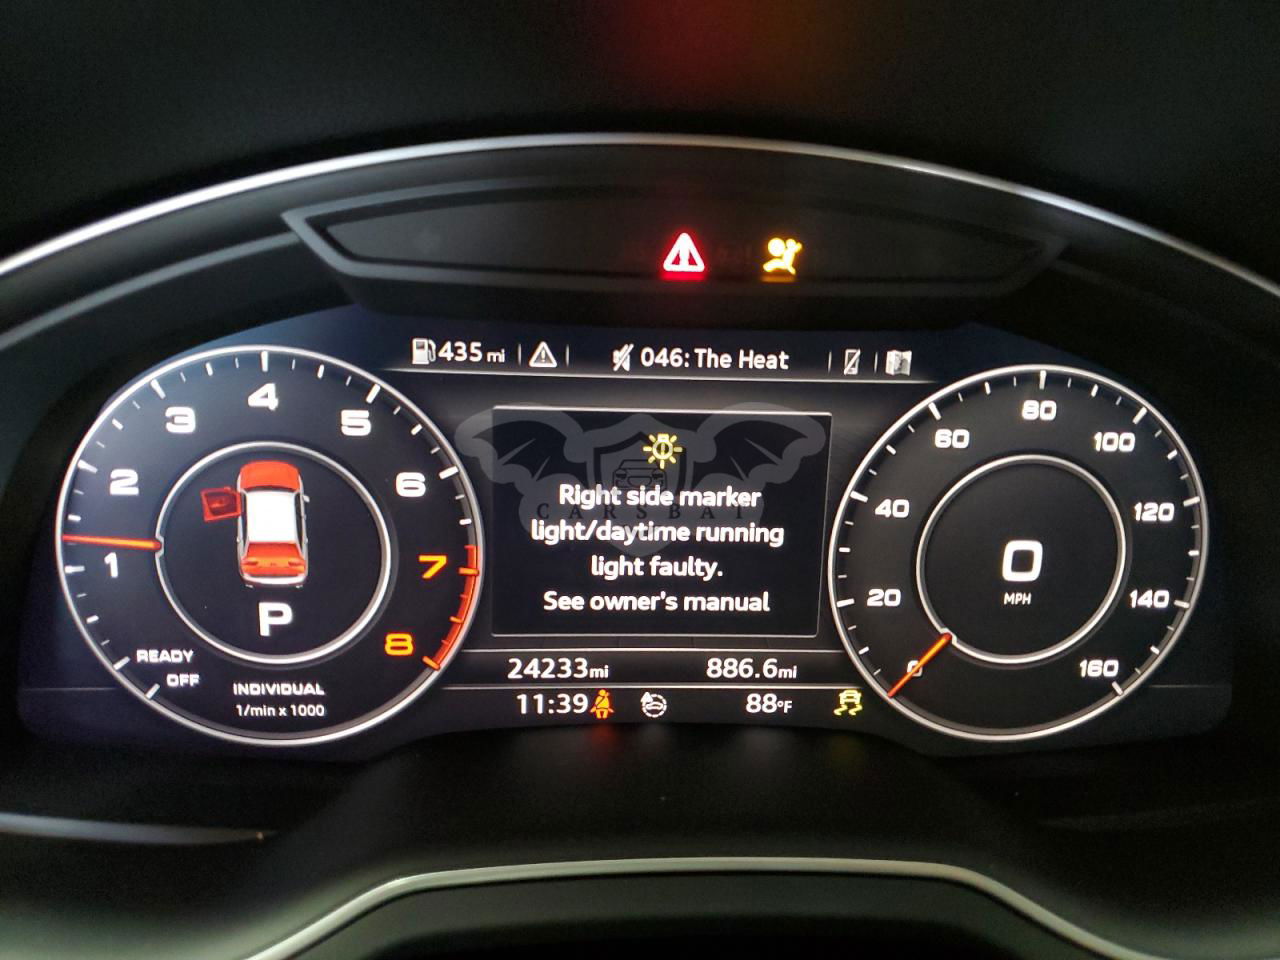 435 mi
046: The Heat
1
2
3
4
5
6
7
8
P
READY
OFF
INDIVIDUAL
1/min x 1000
CARSBAT
Right side marker
light/daytime running
light faulty.
See owner's manual
24233mi
886.6mi
11:39
88°F
0
20
40
60
80
100
120
140
160
0
MPH